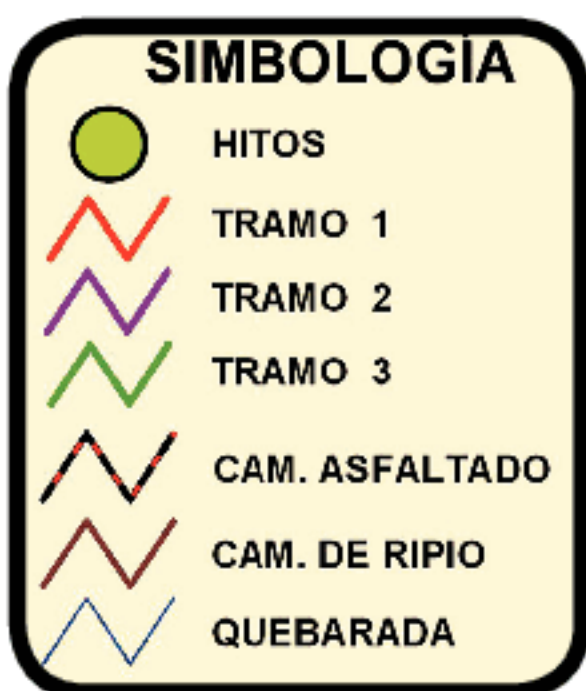 SIMBOLOGÍA
HITOS
TRAMO 1
TRAMO 2
TRAMO 3
CAM. ASFALTADO
CAM. DE RIPIO
QUEBARADA